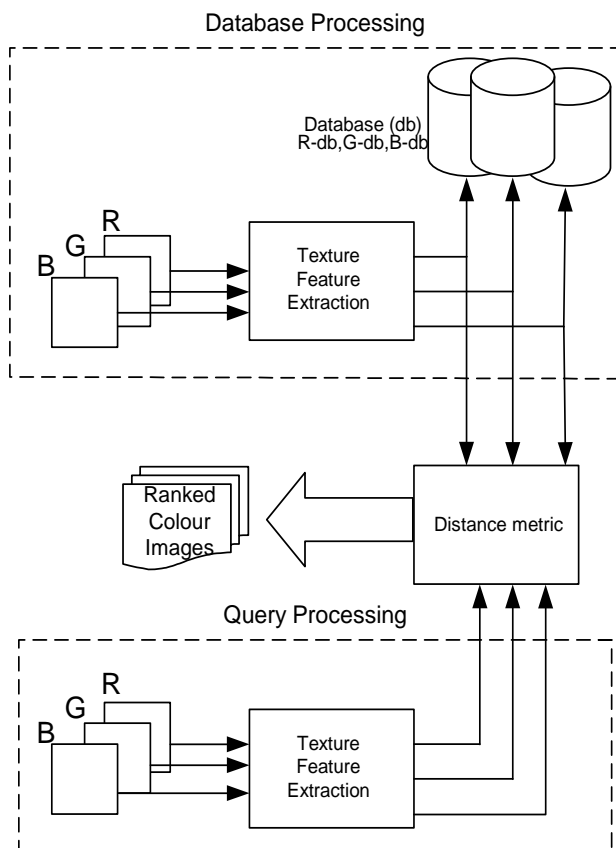 Database Processing
Database (db)
R-db,G-db,B-db
R
G
B
Texture
Feature
Extraction
Ranked
Colour
Images
Distance metric
Query Processing
R
G
B
Texture
Feature
Extraction